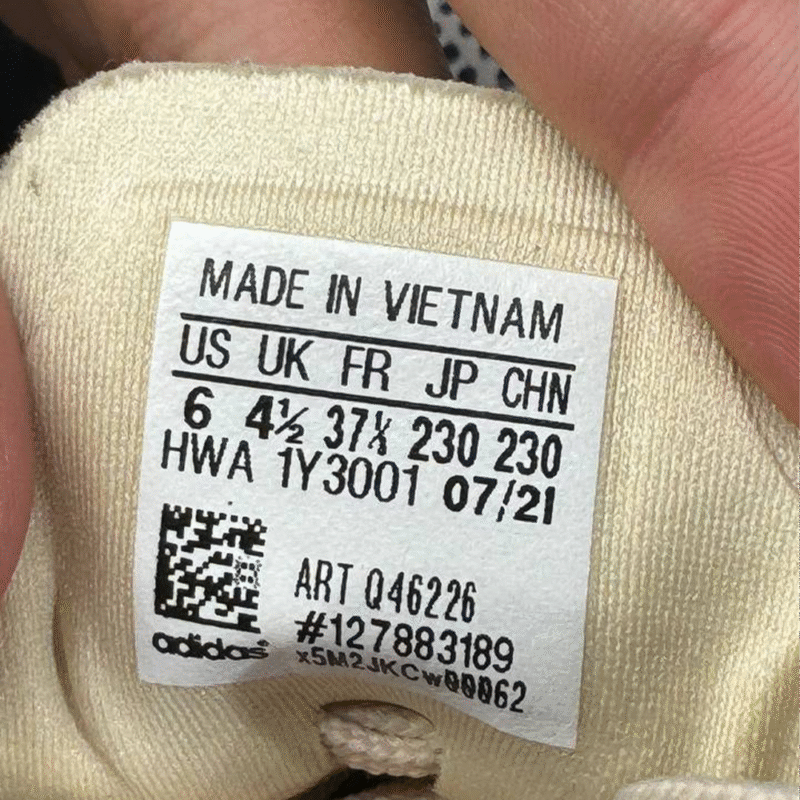 MADE IN VIETNAM
US UK FR JP CHN
6 4½ 37⅓ 230 230
HWA 1Y3001 07/21
ART Q46226
#127883189
adidas